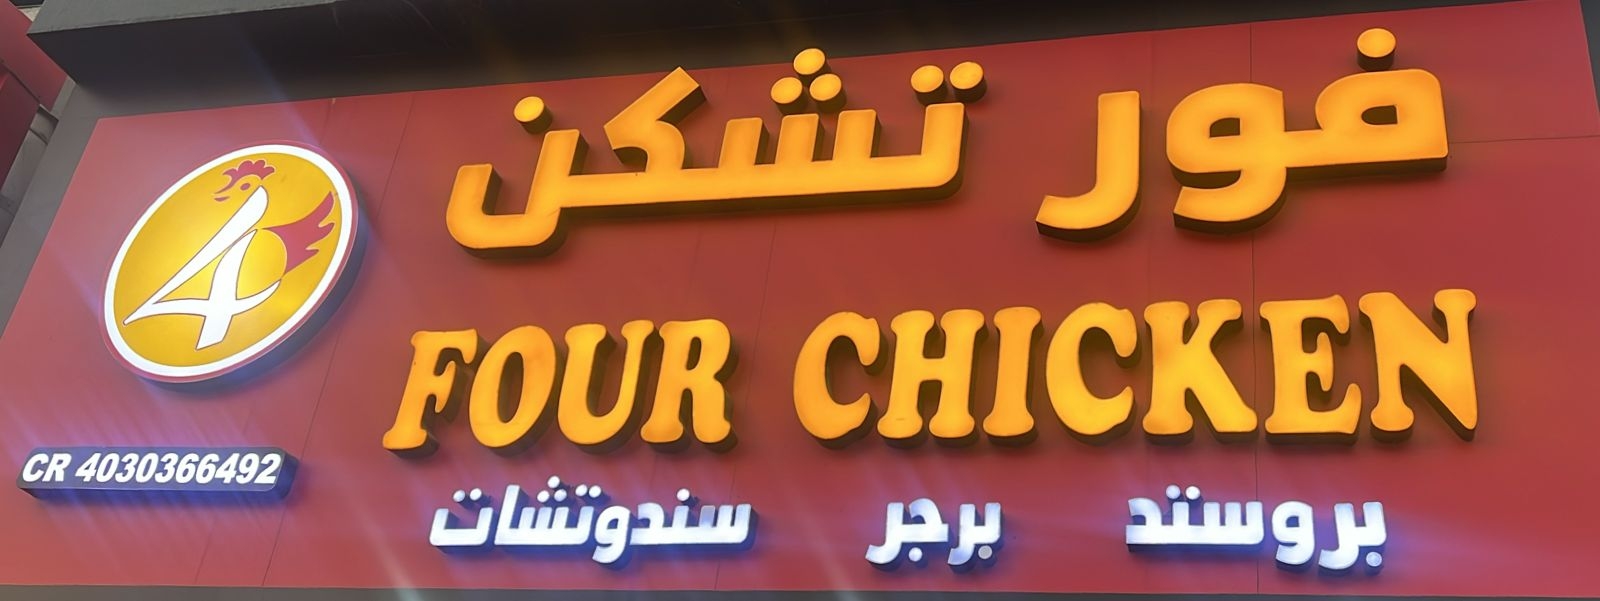 فور تشكن
4
FOUR CHICKEN
CR 4030366492
بروستد برجر سندوتشات